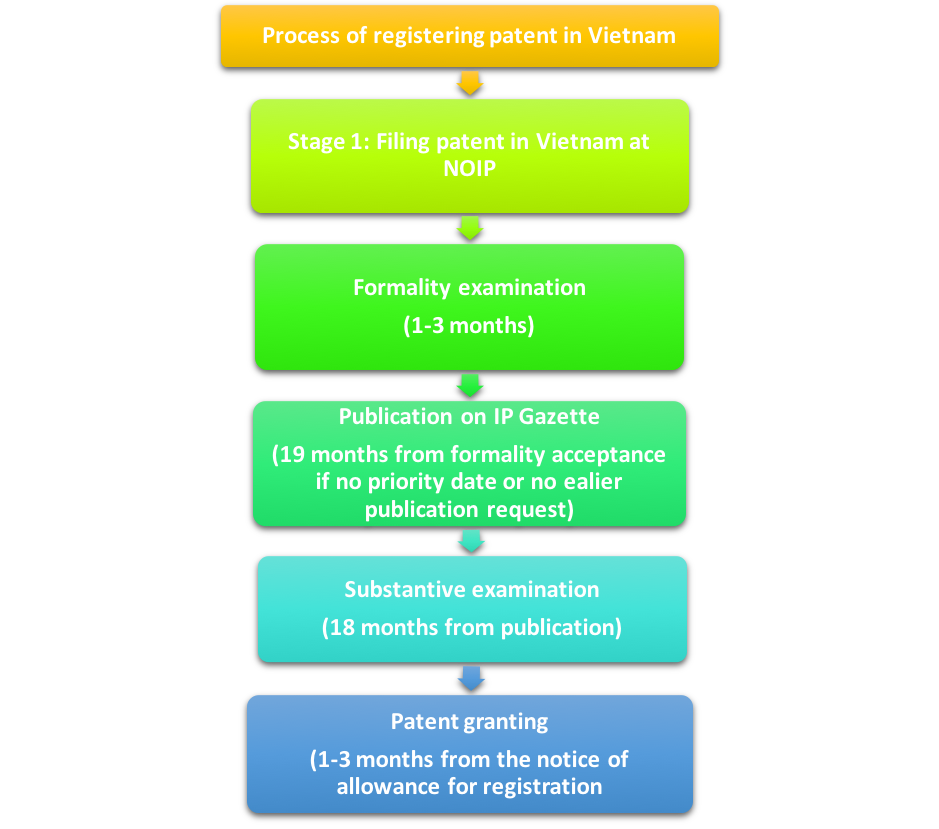 Process of registering patent in Vietnam
Stage 1: Filing patent in Vietnam at
NOIP
Formality examination
(1-3 months)
Publication on IP Gazette
(19 months from formality acceptance
if no priority date or no ealier
publication request)
Substantive examination
(18 months from publication)
Patent granting
(1-3 months from the notice of
allowance for registration